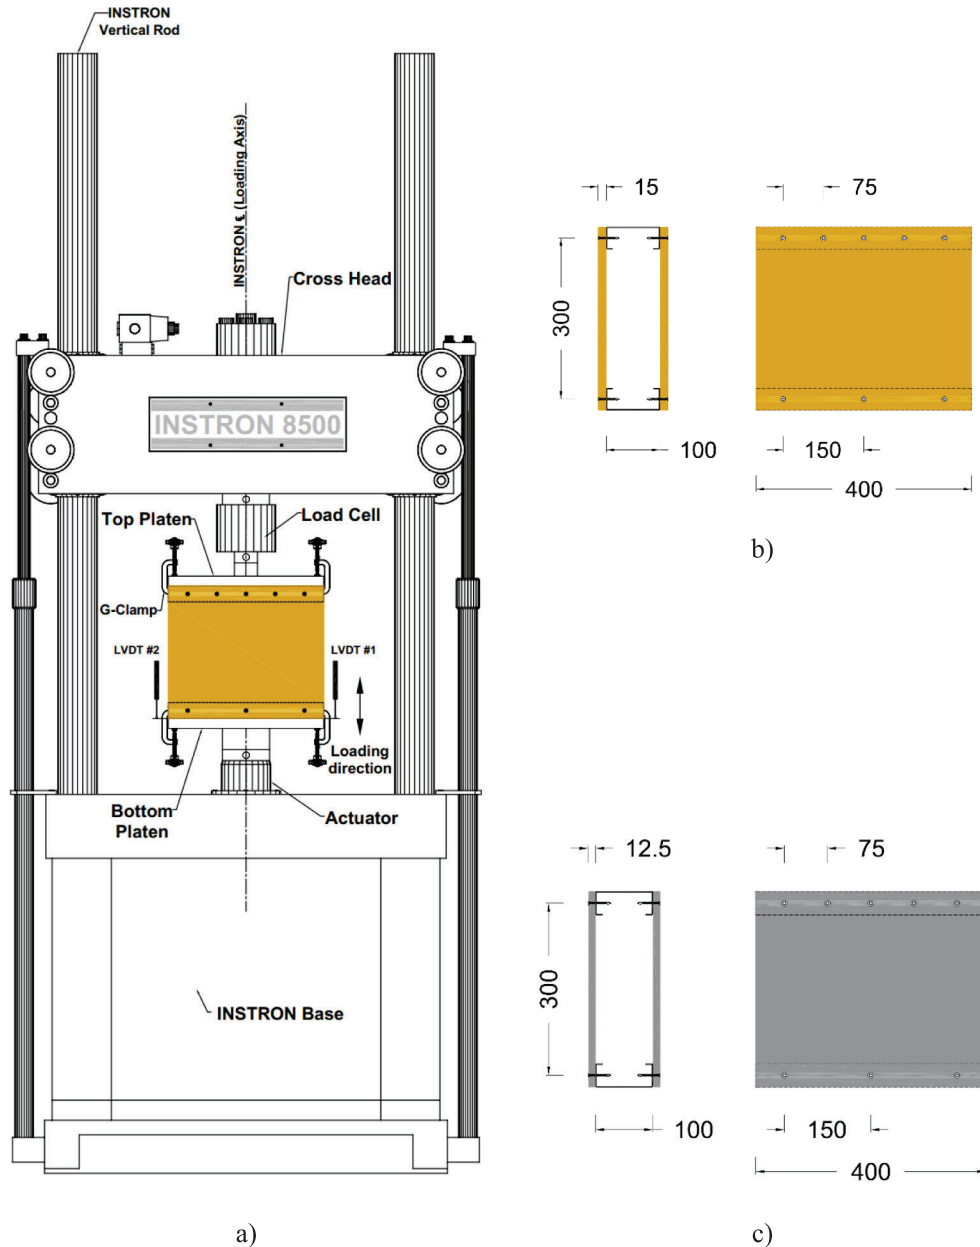 INSTRON
Vertical Rod
INSTRON ℄ (Loading Axis)
Cross Head
INSTRON 8500
Top Platen
Load Cell
G-Clamp
LVDT #2
LVDT #1
Loading
direction
Bottom
Platen
Actuator
INSTRON Base
a)
15
75
300
100
150
400
b)
12.5
75
300
100
150
400
c)